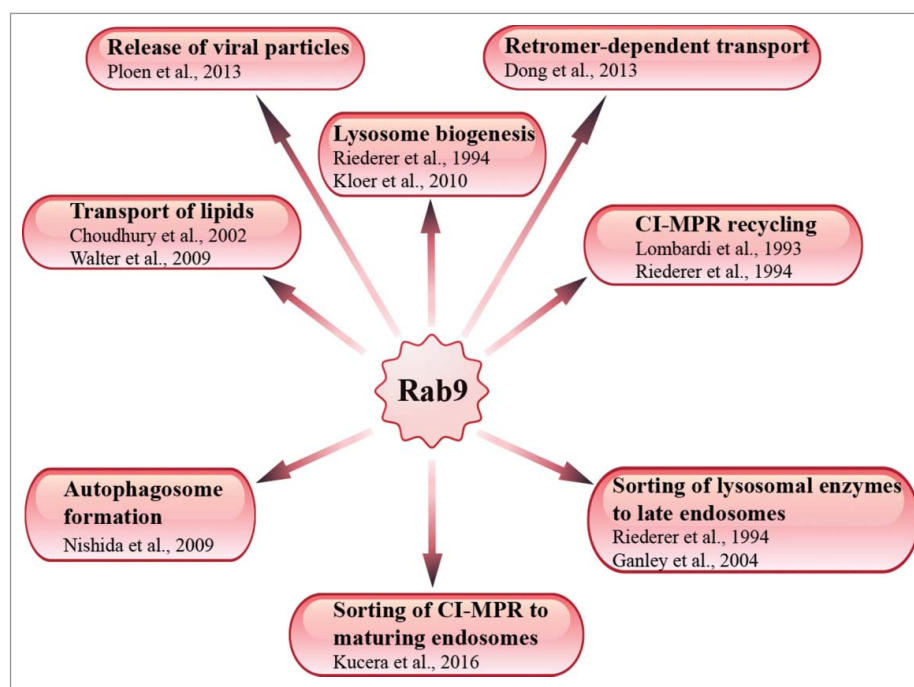 Release of viral particles
Ploen et al., 2013
Retromer-dependent transport
Dong et al., 2013
Lysosome biogenesis
Riederer et al., 1994
Kloer et al., 2010
Transport of lipids
Choudhury et al., 2002
Walter et al., 2009
CI-MPR recycling
Lombardi et al., 1993
Riederer et al., 1994
Rab9
Autophagosome
formation
Nishida et al., 2009
Sorting of lysosomal enzymes
to late endosomes
Riederer et al., 1994
Ganley et al., 2004
Sorting of CI-MPR to
maturing endosomes
Kucera et al., 2016